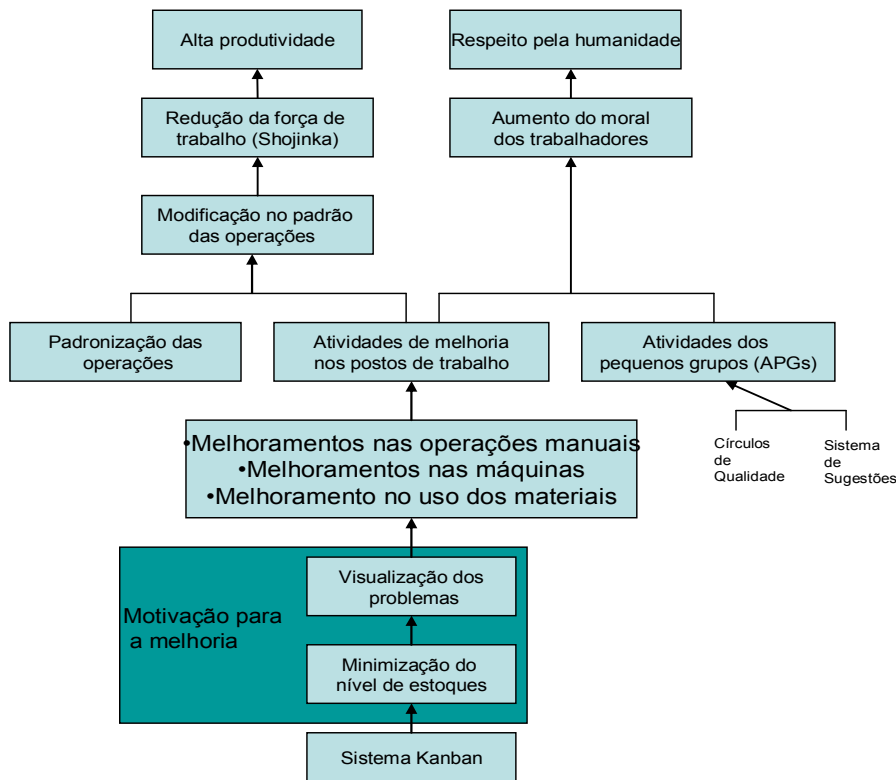 Alta produtividade
Respeito pela humanidade
Redução da força de
trabalho (Shojinka)
Aumento do moral
dos trabalhadores
Modificação no padrão
das operações
Padronização das
operações
Atividades de melhoria
nos postos de trabalho
Atividades dos
pequenos grupos (APGs)
Círculos
de
Qualidade
Sistema
de
Sugestões
•Melhoramentos nas operações manuais
•Melhoramentos nas máquinas
•Melhoramento no uso dos materiais
Motivação para
a melhoria
Visualização dos
problemas
Minimização do
nível de estoques
Sistema Kanban